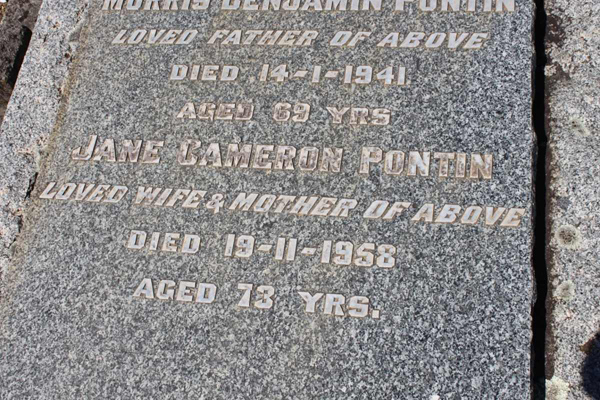 MORRIS BENJAMIN PONTIN
LOVED FATHER OF ABOVE
DIED 14-1-1941.
AGED 69 YRS
JANE CAMERON PONTIN
LOVED WIFE & MOTHER OF ABOVE
DIED 19-11-1958
AGED 73 YRS.